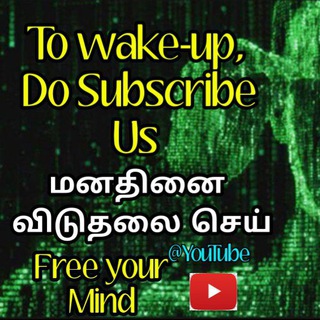 To wake-up,
Do Subscribe
Us
மனதினை
விடுதலை செய்
@YouTube
Free your
Mind